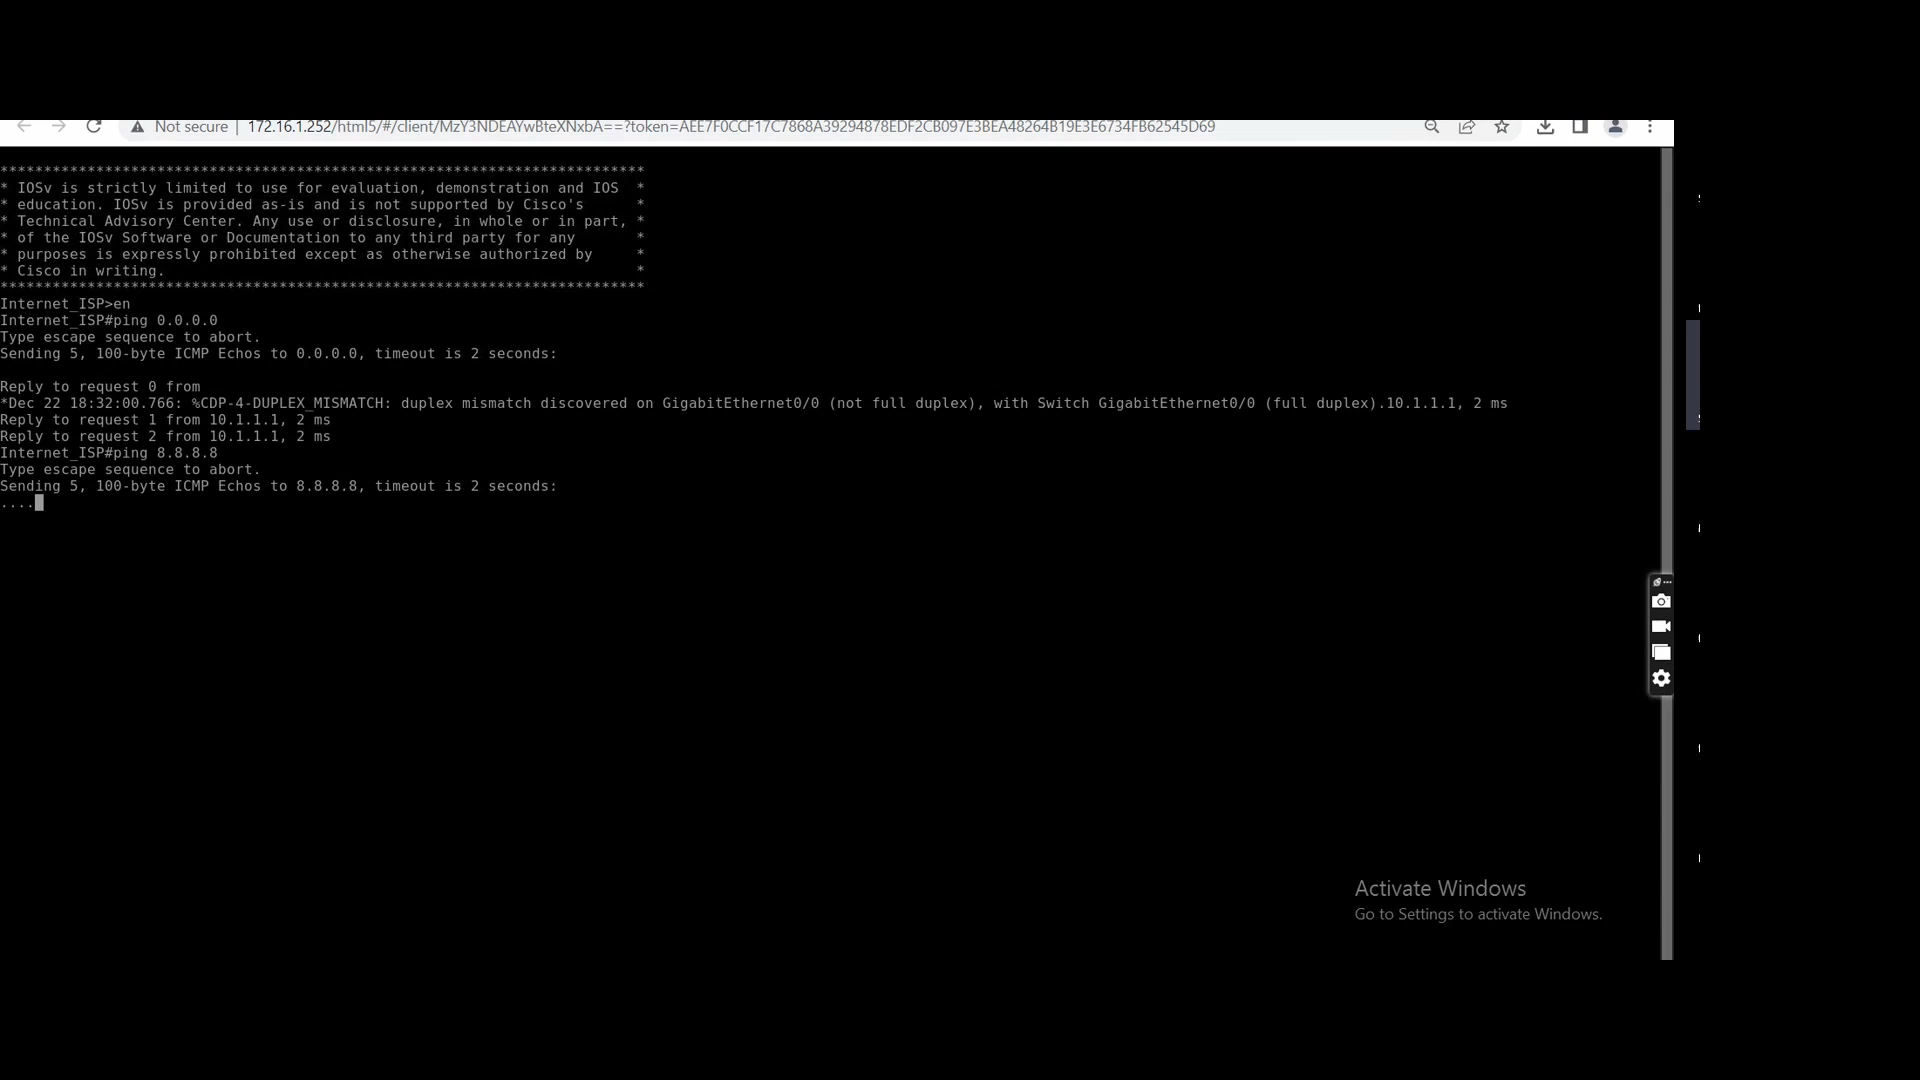 Not secure | 172.16.1.252/html5/#/client/MzY3NDEAYwBteXNxbA==?token=AEE7F0CCF17C7868A39294878EDF2CB097E3BEA48264B19E3E6734FB62545D69
**************************************************************************
* IOSv is strictly limited to use for evaluation, demonstration and IOS  *
* education. IOSv is provided as-is and is not supported by Cisco's      *
* Technical Advisory Center. Any use or disclosure, in whole or in part, *
* of the IOSv Software or Documentation to any third party for any       *
* purposes is expressly prohibited except as otherwise authorized by     *
* Cisco in writing.                                                      *
**************************************************************************
Internet_ISP>en
Internet_ISP#ping 0.0.0.0
Type escape sequence to abort.
Sending 5, 100-byte ICMP Echos to 0.0.0.0, timeout is 2 seconds:
Reply to request 0 from
*Dec 22 18:32:00.766: %CDP-4-DUPLEX_MISMATCH: duplex mismatch discovered on GigabitEthernet0/0 (not full duplex), with Switch GigabitEthernet0/0 (full duplex).10.1.1.1, 2 ms
Reply to request 1 from 10.1.1.1, 2 ms
Reply to request 2 from 10.1.1.1, 2 ms
Internet_ISP#ping 8.8.8.8
Type escape sequence to abort.
Sending 5, 100-byte ICMP Echos to 8.8.8.8, timeout is 2 seconds:
....
Activate Windows
Go to Settings to activate Windows.